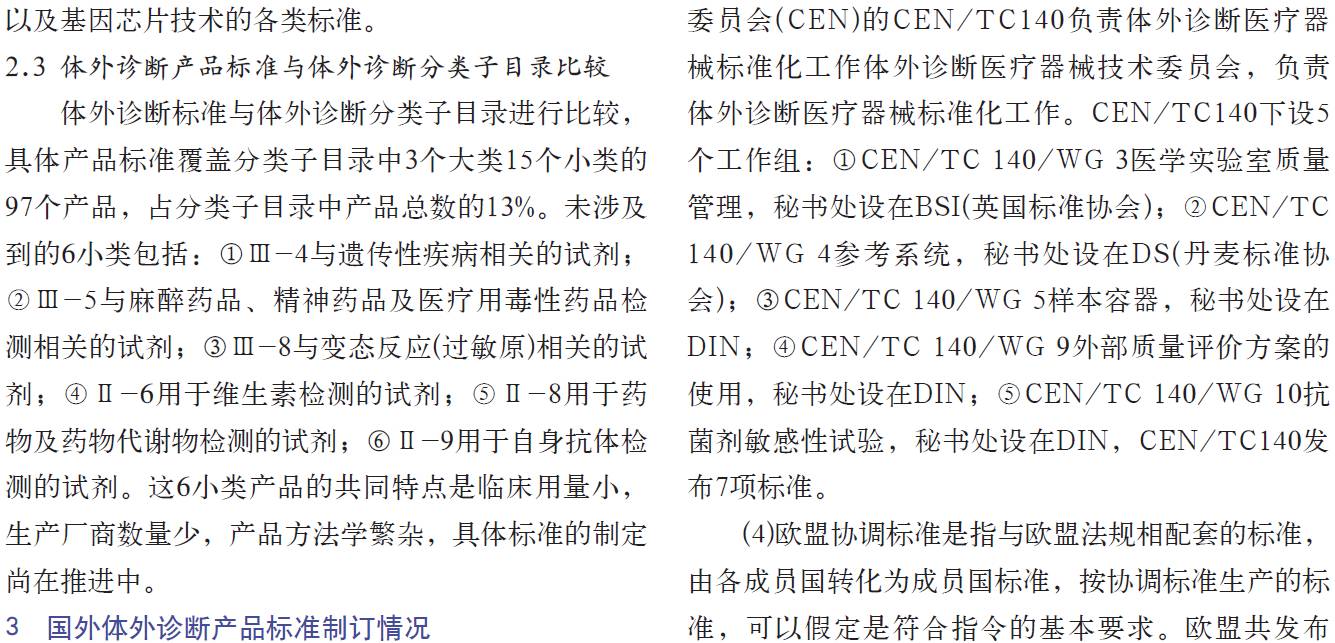 以及基因芯片技术的各类标准。
2.3 体外诊断产品标准与体外诊断分类子目录比较
体外诊断标准与体外诊断分类子目录进行比较，
具体产品标准覆盖分类子目录中3个大类15个小类的
97个产品，占分类子目录中产品总数的13%。未涉及
到的6小类包括：①Ⅲ-4与遗传性疾病相关的试剂；
②Ⅲ-5与麻醉药品、精神药品及医疗用毒性药品检
测相关的试剂；③Ⅲ-8与变态反应(过敏原)相关的试
剂；④Ⅱ-6用于维生素检测的试剂；⑤Ⅱ-8用于药
物及药物代谢物检测的试剂；⑥Ⅱ-9用于自身抗体检
测的试剂。这6小类产品的共同特点是临床用量小，
生产厂商数量少，产品方法学繁杂，具体标准的制定
尚在推进中。
3 国外体外诊断产品标准制订情况
委员会(CEN)的CEN/TC140负责体外诊断医疗器
械标准化工作体外诊断医疗器械技术委员会，负责
体外诊断医疗器械标准化工作。CEN/TC140下设5
个工作组：①CEN/TC 140/WG 3医学实验室质量
管理，秘书处设在BSI(英国标准协会)；②CEN/TC
140/WG 4参考系统，秘书处设在DS(丹麦标准协
会)；③CEN/TC 140/WG 5样本容器，秘书处设在
DIN；④CEN/TC 140/WG 9外部质量评价方案的
使用，秘书处设在DIN；⑤CEN/TC 140/WG 10抗
菌剂敏感性试验，秘书处设在DIN，CEN/TC140发
布7项标准。
(4)欧盟协调标准是指与欧盟法规相配套的标准，
由各成员国转化为成员国标准，按协调标准生产的标
准，可以假定是符合指令的基本要求。欧盟共发布